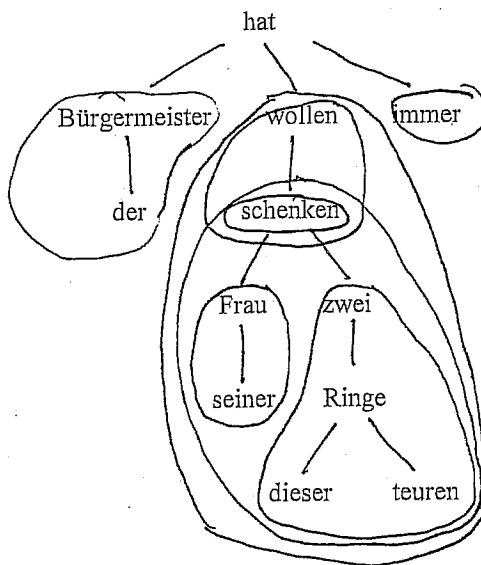 hat
Bürgermeister wollen immer
der schenken
Frau zwei
seiner Ringe
dieser teuren